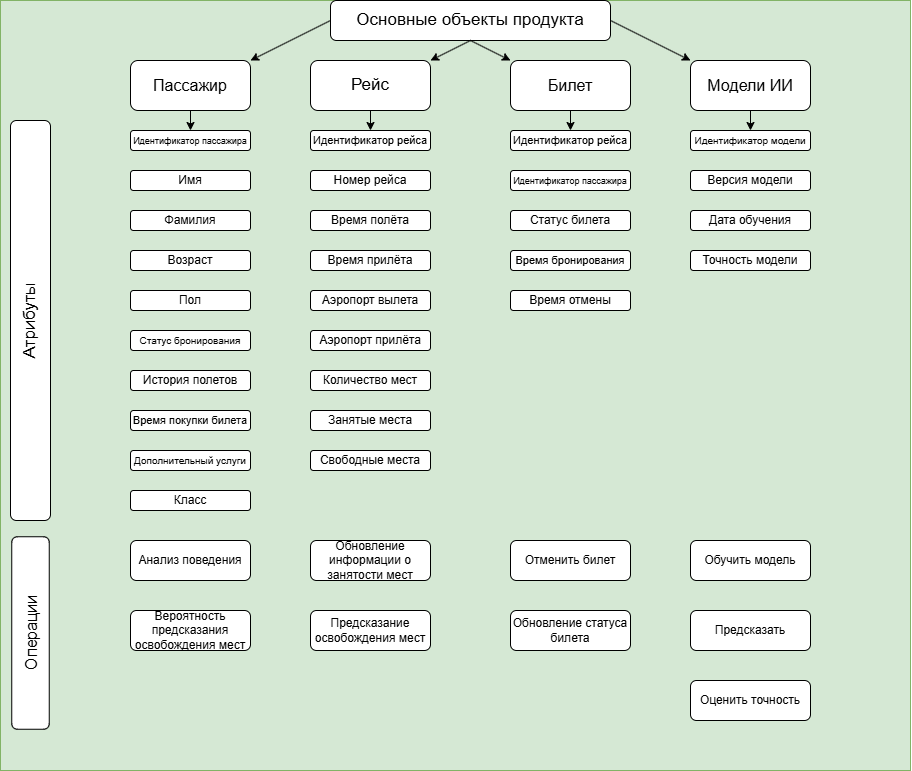 Основные объекты продукта
Пассажир
Рейс
Билет
Модели ИИ
Атрибуты
Идентификатор пассажира
Идентификатор рейса
Идентификатор рейса
Идентификатор модели
Имя
Номер рейса
Идентификатор пассажира
Версия модели
Фамилия
Время полёта
Статус билета
Дата обучения
Возраст
Время прилёта
Время бронирования
Точность модели
Пол
Аэропорт вылета
Время отмены
Статус бронирования
Аэропорт прилёта
История полетов
Количество мест
Время покупки билета
Занятые места
Дополнительный услуги
Свободные места
Класс
Операции
Анализ поведения
Обновление
информации о
занятости мест
Отменить билет
Обучить модель
Вероятность
предсказания
освобождения мест
Предсказание
освобождения мест
Обновление статуса
билета
Предсказать
Оценить точность